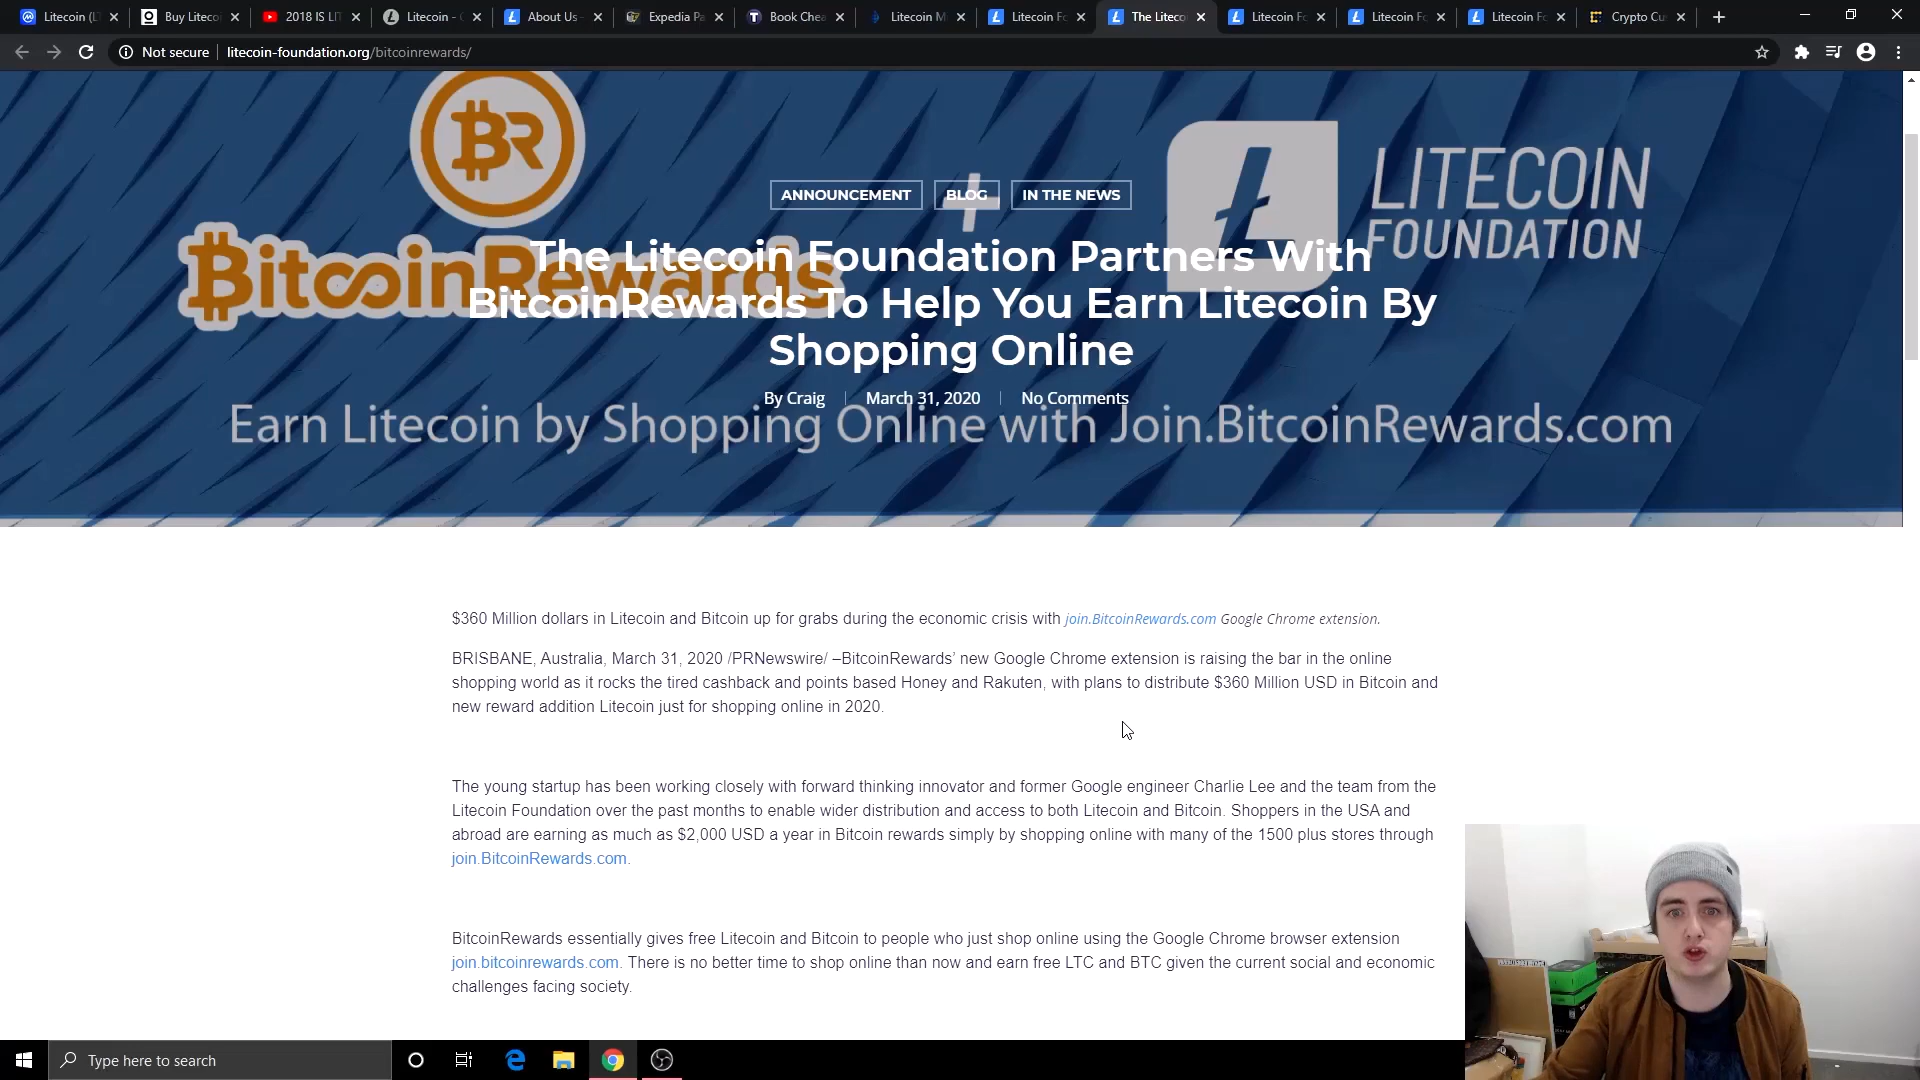 Litecoin (L
Buy Liteco
2018 IS LI
Litecoin -
About Us -
Expedia Pa
Book Chea
Litecoin M
Litecoin Fo
The Liteco
Litecoin Fo
Litecoin Fo
Litecoin Fo
Crypto Cu
Not secure
litecoin-foundation.org/bitcoinrewards/
BR
BitcoinRewards
+
LITECOIN
FOUNDATION
ANNOUNCEMENT
BLOG
IN THE NEWS
The Litecoin Foundation Partners With
BitcoinRewards To Help You Earn Litecoin By
Shopping Online
By Craig
March 31, 2020
No Comments
Earn Litecoin by Shopping Online with Join.BitcoinRewards.com
$360 Million dollars in Litecoin and Bitcoin up for grabs during the economic crisis with join.BitcoinRewards.com Google Chrome extension.
BRISBANE, Australia, March 31, 2020 /PRNewswire/ –BitcoinRewards’ new Google Chrome extension is raising the bar in the online
shopping world as it rocks the tired cashback and points based Honey and Rakuten, with plans to distribute $360 Million USD in Bitcoin and
new reward addition Litecoin just for shopping online in 2020.
The young startup has been working closely with forward thinking innovator and former Google engineer Charlie Lee and the team from the
Litecoin Foundation over the past months to enable wider distribution and access to both Litecoin and Bitcoin. Shoppers in the USA and
abroad are earning as much as $2,000 USD a year in Bitcoin rewards simply by shopping online with many of the 1500 plus stores through
join.BitcoinRewards.com.
BitcoinRewards essentially gives free Litecoin and Bitcoin to people who just shop online using the Google Chrome browser extension
join.bitcoinrewards.com. There is no better time to shop online than now and earn free LTC and BTC given the current social and economic
challenges facing society.
Type here to search